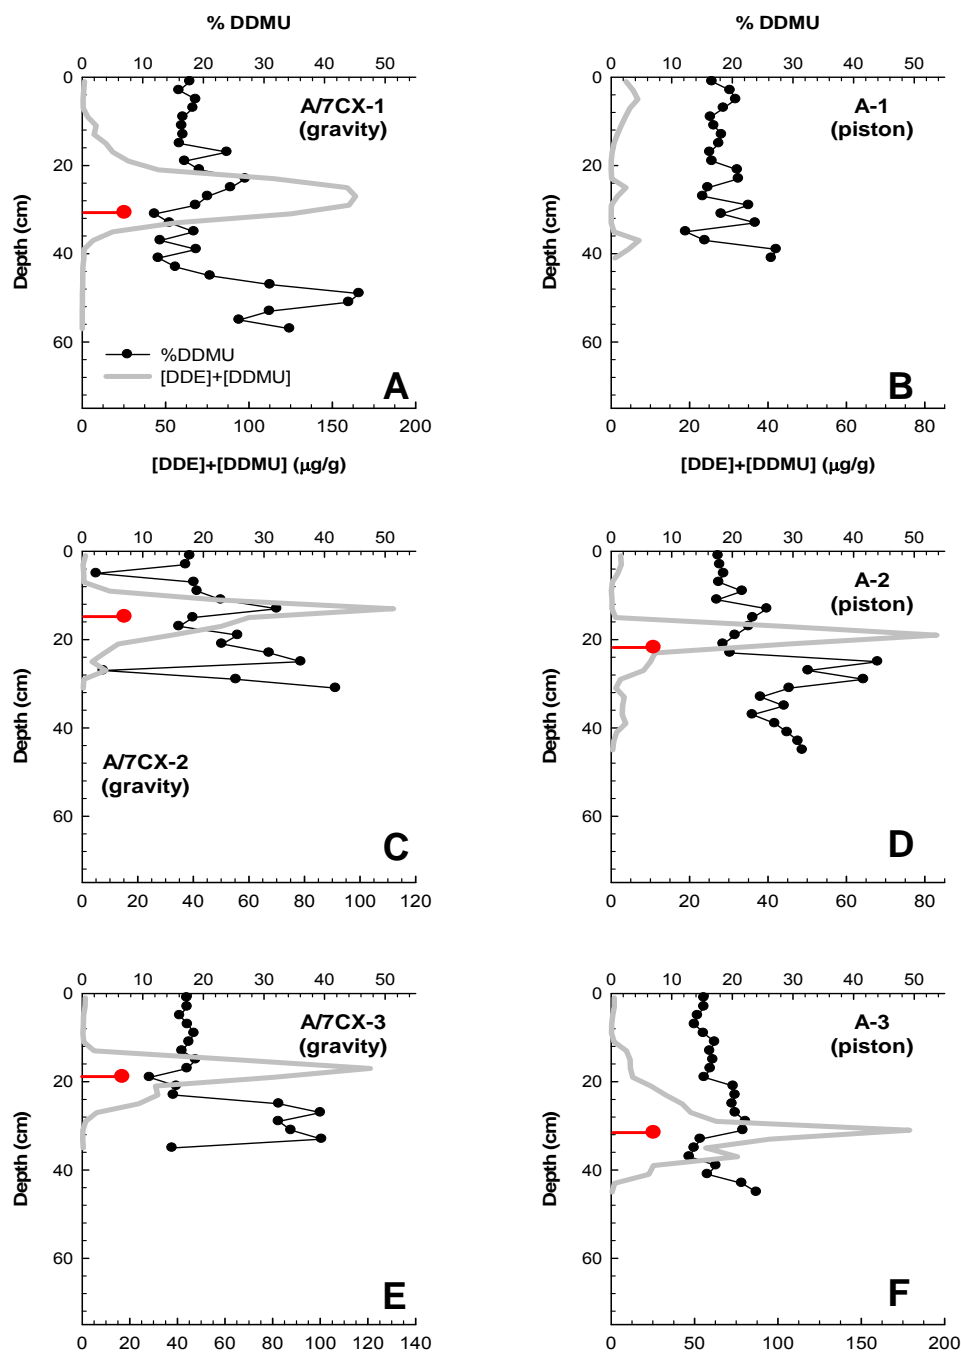 % DDMU
% DDMU
0 10 20 30 40 50
0 10 20 30 40 50
0
20
40
60
Depth (cm)
A/7CX-1
(gravity)
%DDMU
[DDE]+[DDMU]
A
0 50 100 150 200
[DDE]+[DDMU] (μg/g)
0
20
40
60
Depth (cm)
A-1
(piston)
B
0 20 40 60 80
[DDE]+[DDMU] (μg/g)
0 10 20 30 40 50
0
20
40
60
Depth (cm)
A/7CX-2
(gravity)
C
0 20 40 60 80 100 120
0 10 20 30 40 50
0
20
40
60
Depth (cm)
A-2
(piston)
D
0 20 40 60 80
0 10 20 30 40 50
0
20
40
60
Depth (cm)
A/7CX-3
(gravity)
E
0 20 40 60 80 100 120 140
0 10 20 30 40 50
0
20
40
60
Depth (cm)
A-3
(piston)
F
0 50 100 150 200